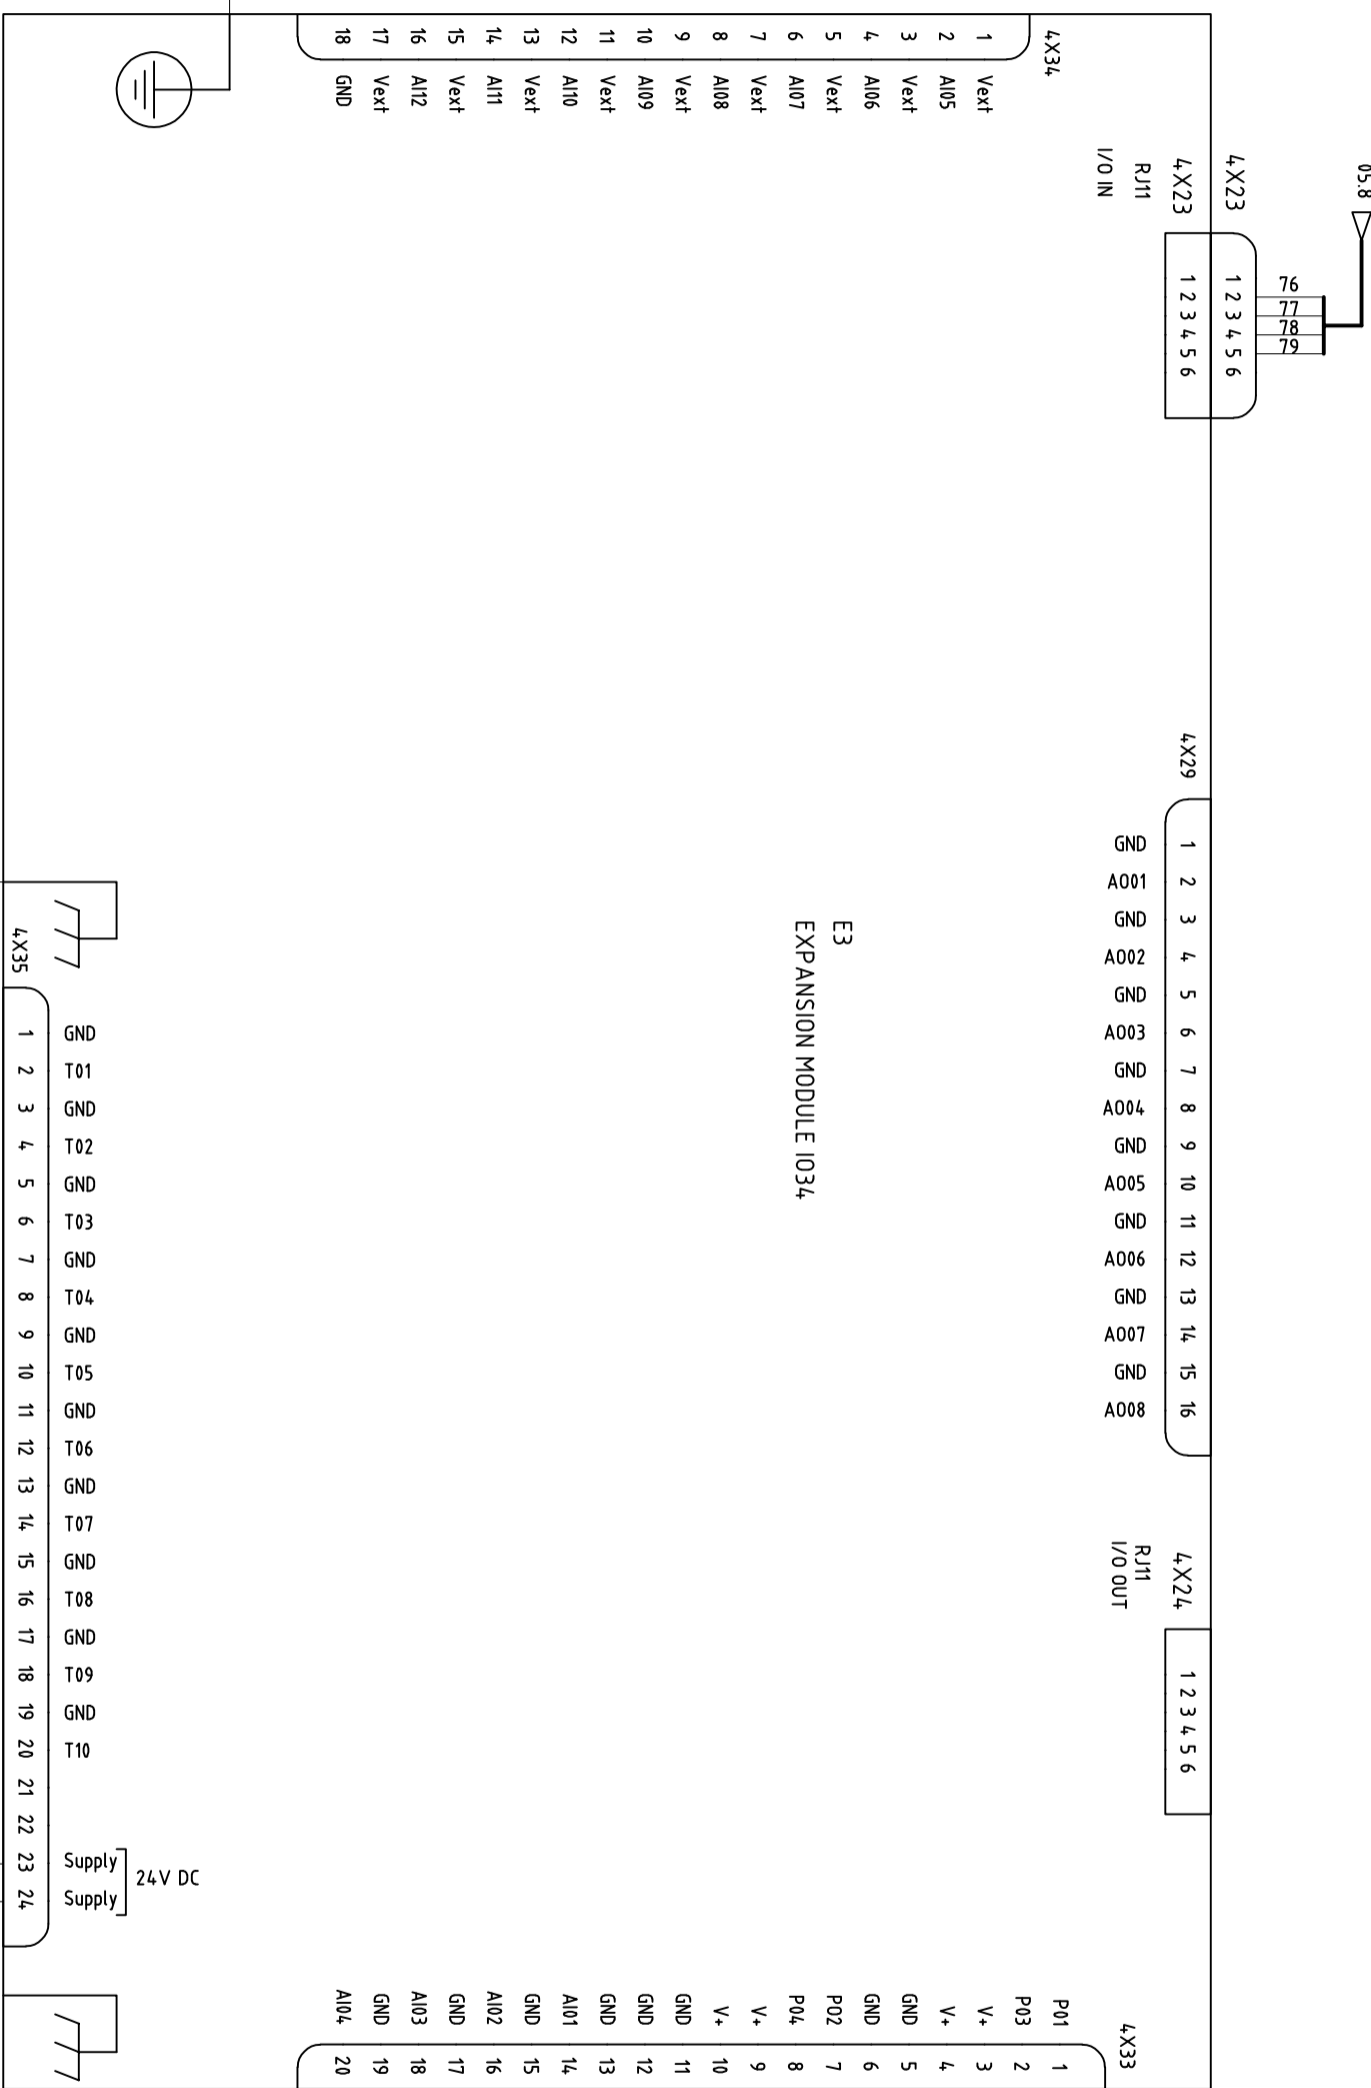 05.8
76
77
78
79
4X23
1 2 3 4 5 6
4X23
1 2 3 4 5 6
RJ11
I/O IN
4X29
1 GND
2 AO01
3 GND
4 AO02
5 GND
6 AO03
7 GND
8 AO04
9 GND
10 AO05
11 GND
12 AO06
13 GND
14 AO07
15 GND
16 AO08
4X24
1 2 3 4 5 6
RJ11
I/O OUT
4X34
1 Vext
2 AI05
3 Vext
4 AI06
5 Vext
6 AI07
7 Vext
8 AI08
9 Vext
10 AI09
11 Vext
12 AI10
13 Vext
14 AI11
15 Vext
16 AI12
17 Vext
18 GND
E3
EXPANSION MODULE IO34
4X33
P01 1
P03 2
V+ 3
V+ 4
GND 5
GND 6
P02 7
P04 8
V+ 9
V+ 10
GND 11
GND 12
GND 13
AI01 14
GND 15
AI02 16
GND 17
AI03 18
GND 19
AI04 20
4X35
1 GND
2 T01
3 GND
4 T02
5 GND
6 T03
7 GND
8 T04
9 GND
10 T05
11 GND
12 T06
13 GND
14 T07
15 GND
16 T08
17 GND
18 T09
19 GND
20 T10
21
22
23 Supply
24 Supply
24V DC